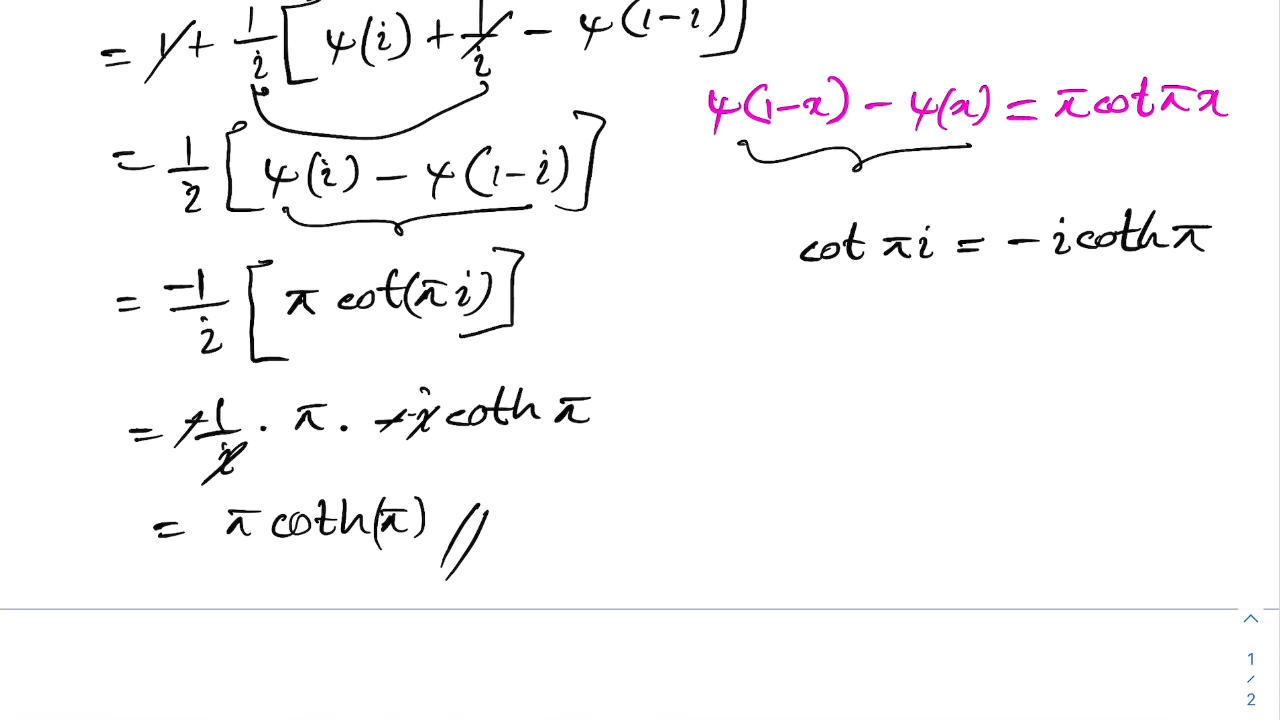 = 1 + 1/i [ ψ(i) + 1/i - ψ(1-i) ]
ψ(1-x) - ψ(x) = π cot πx
= 1/i [ ψ(i) - ψ(1-i) ]
cot πi = - i coth π
= -1/i [ π cot(πi) ]
= -1/i · π · -i coth π
= π coth(π) //
1
/
2